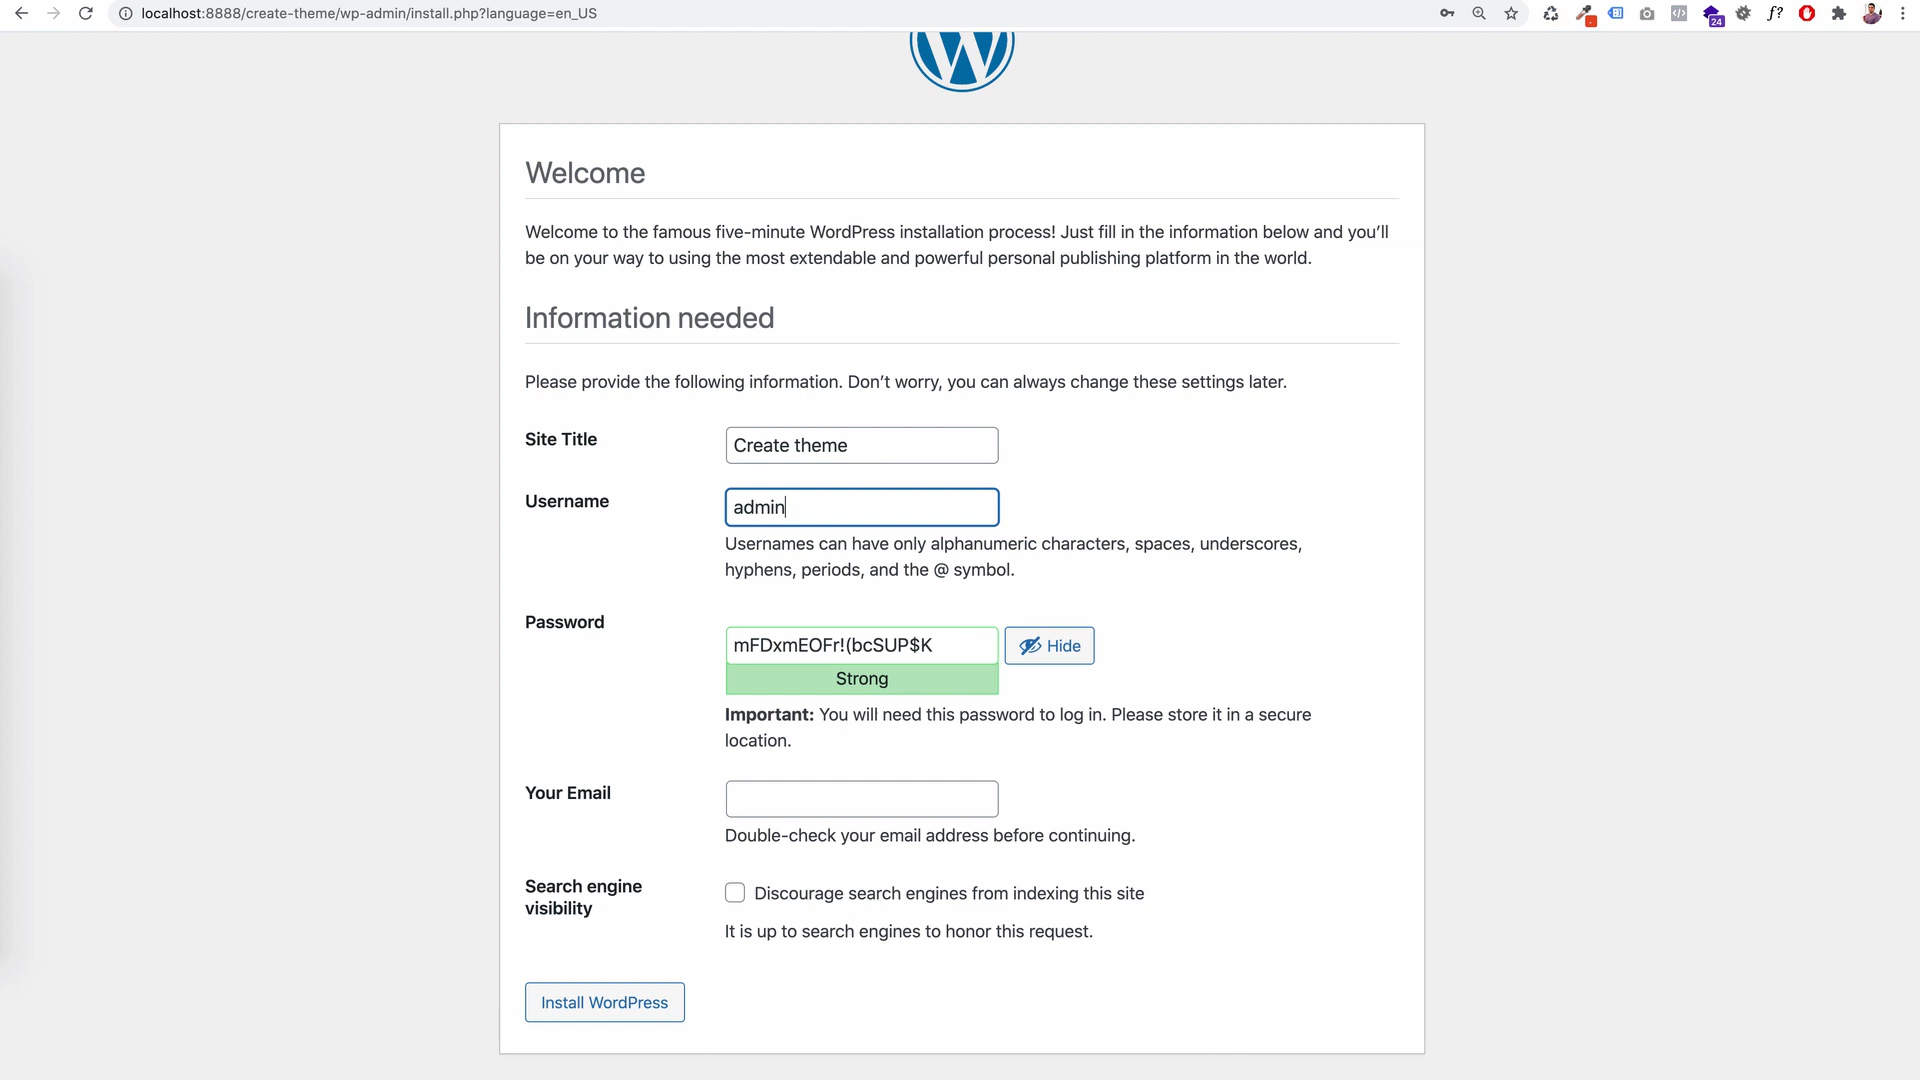 localhost:8888/create-theme/wp-admin/install.php?language=en_US
24
f?
W
Welcome
Welcome to the famous five-minute WordPress installation process! Just fill in the information below and you’ll
be on your way to using the most extendable and powerful personal publishing platform in the world.
Information needed
Please provide the following information. Don’t worry, you can always change these settings later.
Site Title
Create theme
Username
admin
Usernames can have only alphanumeric characters, spaces, underscores,
hyphens, periods, and the @ symbol.
Password
mFDxmEOFr!(bcSUP$K
Hide
Strong
Important: You will need this password to log in. Please store it in a secure
location.
Your Email
Double-check your email address before continuing.
Search engine
visibility
Discourage search engines from indexing this site
It is up to search engines to honor this request.
Install WordPress